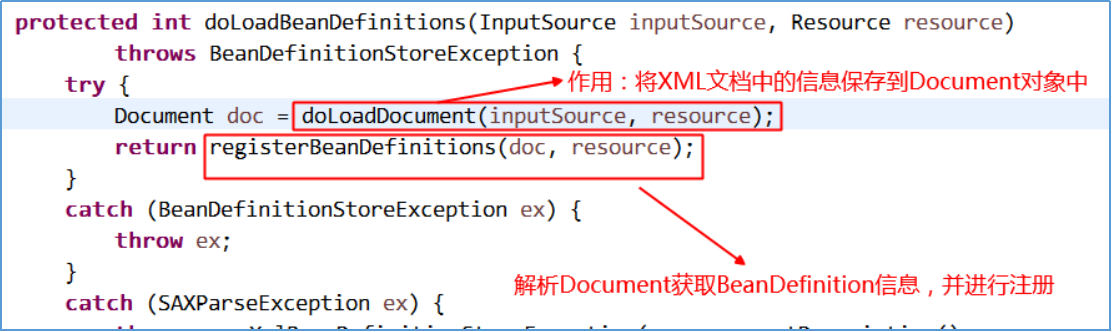 protected int doLoadBeanDefinitions(InputSource inputSource, Resource resource)
throws BeanDefinitionStoreException {
try {
作用：将XML文档中的信息保存到Document对象中
Document doc = doLoadDocument(inputSource, resource);
return registerBeanDefinitions(doc, resource);
}
catch (BeanDefinitionStoreException ex) {
throw ex;
}
解析Document获取BeanDefinition信息，并进行注册
catch (SAXParseException ex) {